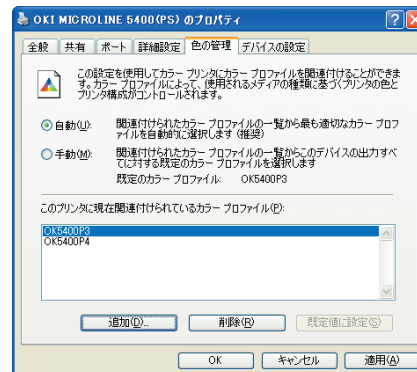 OKI MICROLINE 5400(PS) のプロパティ
全般 共有 ポート 詳細設定 色の管理 デバイスの設定
この設定を使用してカラー プリンタにカラー プロファイルを関連付けることができま
す。カラー プロファイルによって、使用されるメディアの種類に基づくプリンタの色と
プリンタ構成がコントロールされます。
自動(U): 関連付けられたカラー プロファイルの一覧から最も適切なカラー プロフ
ァイルを自動的に選択します (推奨)
手動(M): 関連付けられたカラー プロファイルの一覧からこのデバイスの出力すべ
てに対する既定のカラー プロファイルを選択します
既定のカラー プロファイル: OK5400P3
このプリンタに現在関連付けられているカラー プロファイル(P):
OK5400P3
OK5400P4
追加(D)... 削除(R) 既定値に設定(S)
OK キャンセル 適用(A)